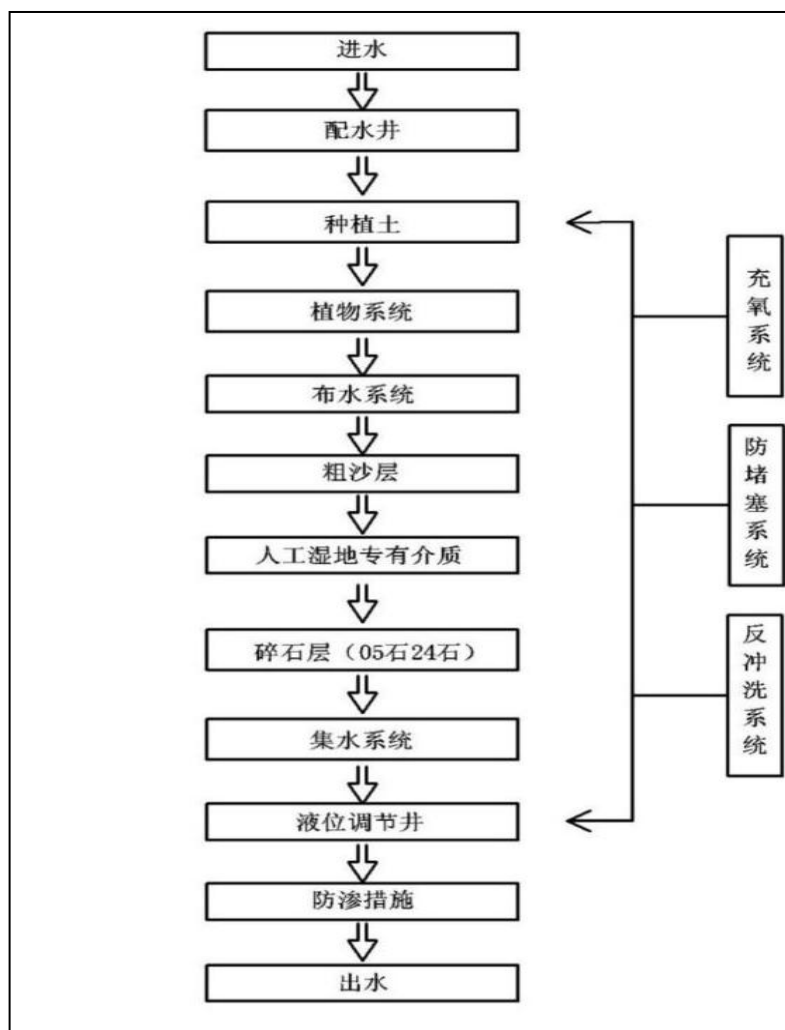 进水
配水井
种植土
植物系统
布水系统
粗沙层
人工湿地专有介质
碎石层（05石24石）
集水系统
液位调节井
防渗措施
出水
充氧系统
防堵塞系统
反冲洗系统